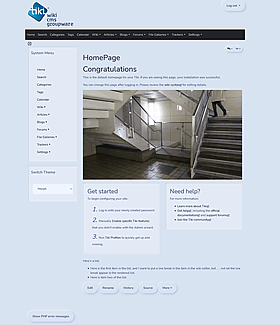 tiki
wiki
cms
groupware
Log out
Home Search Categories Tags Calendar Wiki Articles Blogs Forums File Galleries Trackers Settings
System Menu
Home
Search
Categories
Tags
Calendar
Wiki
Articles
Blogs
Forums
File Galleries
Trackers
Settings
Switch Theme
HomePage
Congratulations
This is the default homepage for your Tiki. If you are seeing this page, your installation was successful.
You can change this page after logging in. Please review the wiki syntax for editing details.
Get started
To begin configuring your site:
1. Log in with your newly created password.
2. Manually Enable specific Tiki features
that you didn't enable with the Admin wizard.
3. Run Tiki Profiles to quickly get up and
running.
Need help?
For more information:
Learn more about Tiki
Get help, including the official
documentation and support forums
Join the Tiki community
Here is a list:
Here is the first item in the list, and I want to put a line break in the item in the wiki editor, but ... not let the line
break appear in the rendered list.
Here is item two of the list.
Edit Rename History Source More
Show PHP error messages